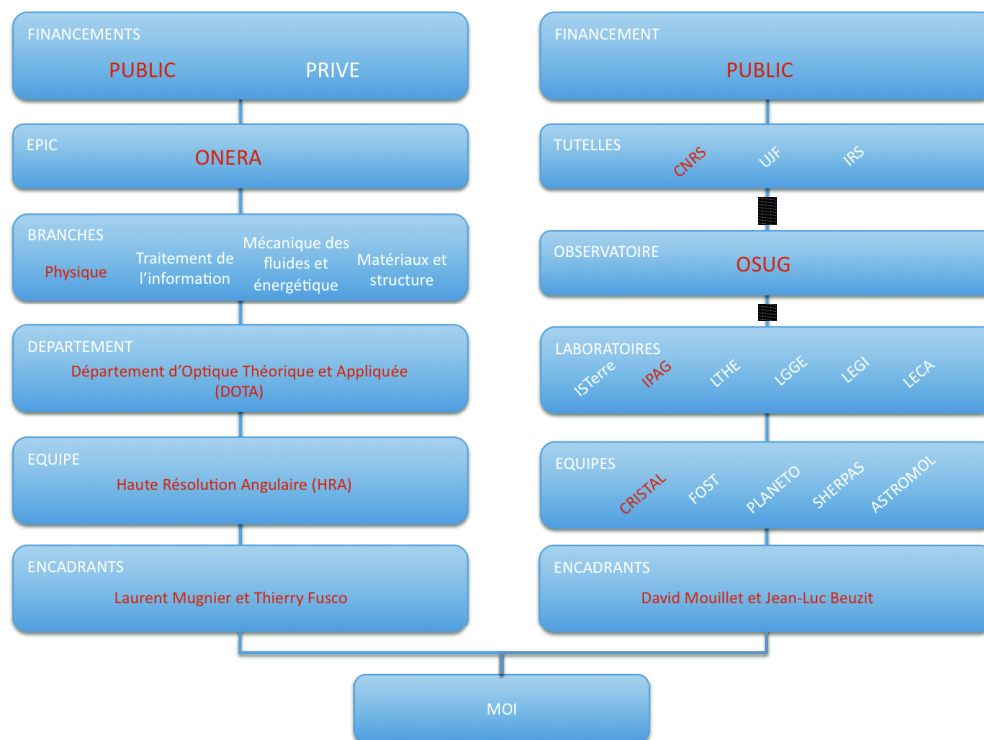 FINANCEMENTS
PUBLIC PRIVE
EPIC
ONERA
BRANCHES
Physique
Traitement de
l'information
Mécanique des
fluides et
énergétique
Matériaux et
structure
DEPARTEMENT
Département d'Optique Théorique et Appliquée
(DOTA)
EQUIPE
Haute Résolution Angulaire (HRA)
ENCADRANTS
Laurent Mugnier et Thierry Fusco
FINANCEMENT
PUBLIC
TUTELLES
CNRS UJF IRS
OBSERVATOIRE
OSUG
LABORATOIRES
ISTerre IPAG LTHE LGGE LEGI LECA
EQUIPES
CRISTAL FOST PLANETO SHERPAS ASTROMOL
ENCADRANTS
David Mouillet et Jean-Luc Beuzit
MOI